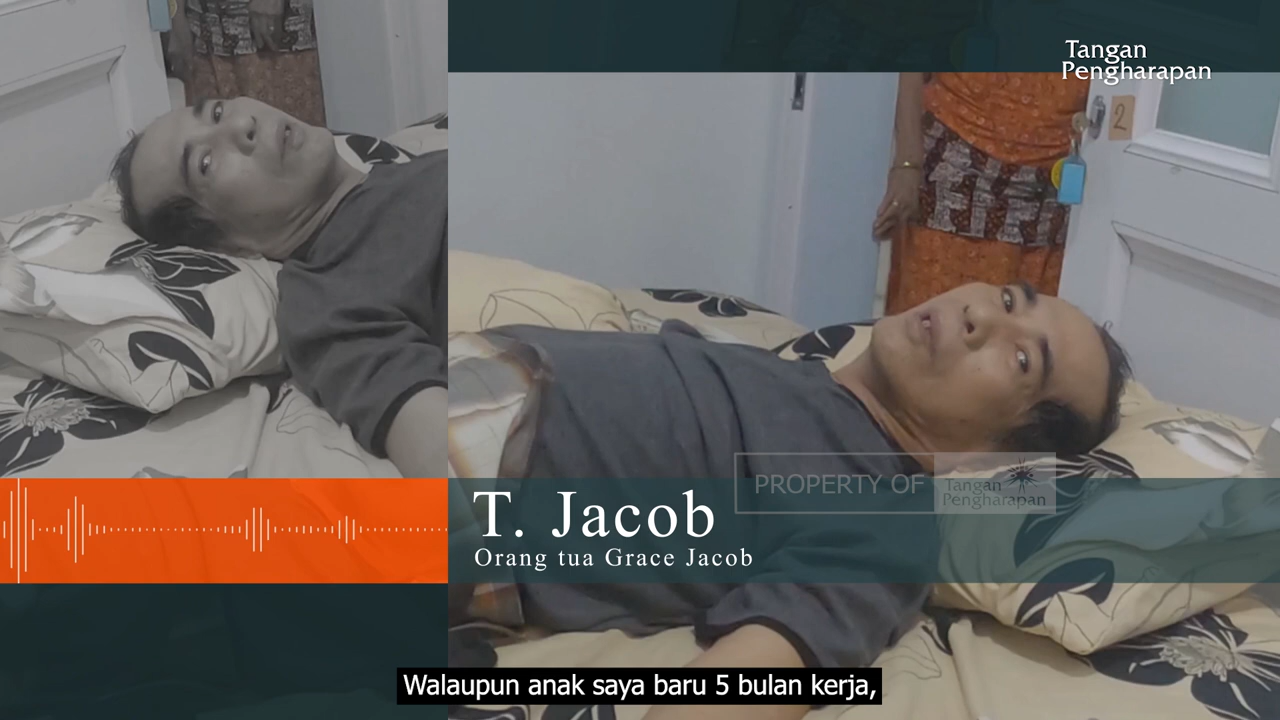 Tangan
Pengharapan
2
PROPERTY OF
Tangan
Pengharapan
T. Jacob
Orang tua Grace Jacob
Walaupun anak saya baru 5 bulan kerja,